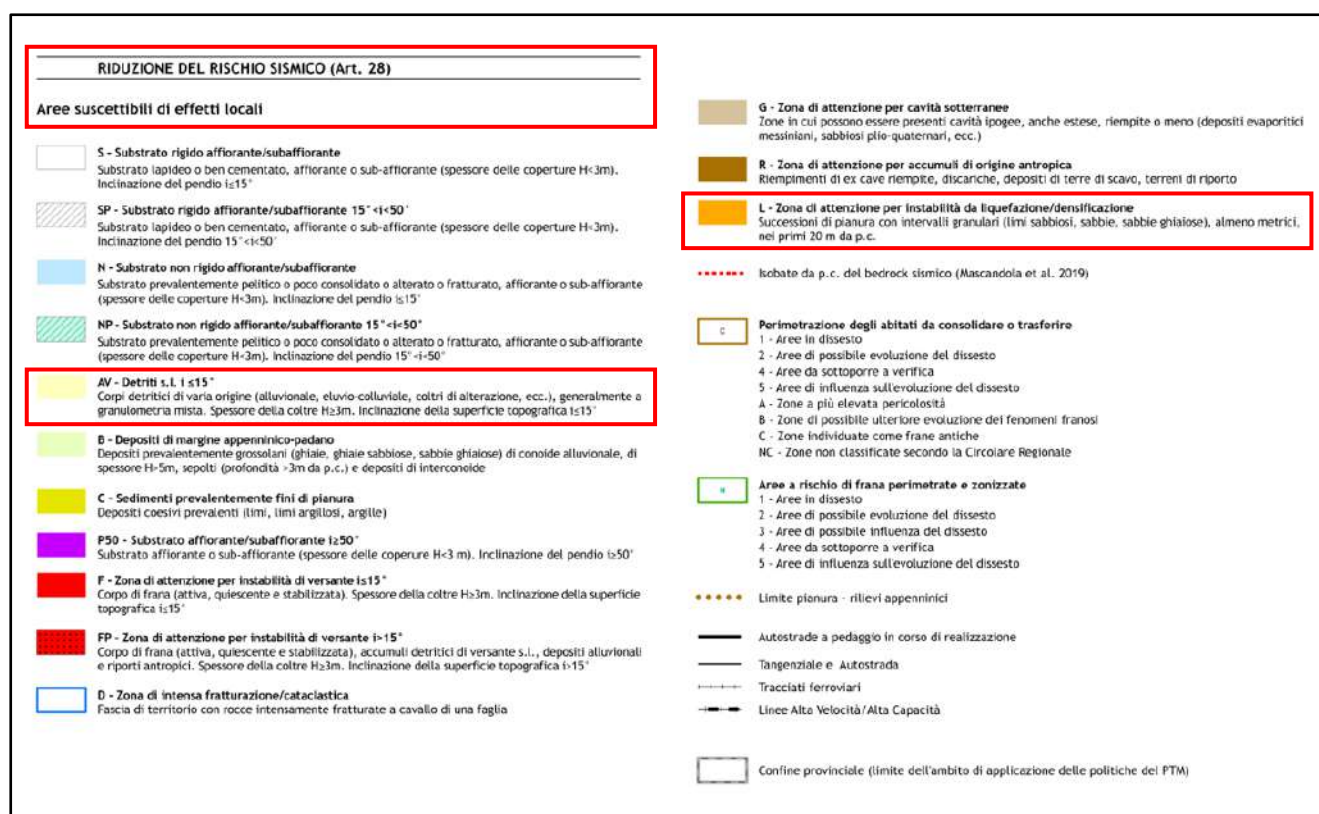 RIDUZIONE DEL RISCHIO SISMICO (Art. 28)
Aree suscettibili di effetti locali
S - Substrato rigido affiorante/subaffiorante
Substrato lapideo o ben cementato, affiorante o sub-affiorante (spessore delle coperture H<3m).
Inclinazione del pendio i≤15°
SP - Substrato rigido affiorante/subaffiorante 15°<i<50°
Substrato lapideo o ben cementato, affiorante o sub-affiorante (spessore delle coperture H<3m).
Inclinazione del pendio 15°<i<50°
N - Substrato non rigido affiorante/subaffiorante
Substrato prevalentemente pelitico o poco consolidato o alterato o fratturato, affiorante o sub-affiorante
(spessore delle coperture H<3m). Inclinazione del pendio i≤15°
NP - Substrato non rigido affiorante/subaffiorante 15°<i<50°
Substrato prevalentemente pelitico o poco consolidato o alterato o fratturato, affiorante o sub-affiorante
(spessore delle coperture H<3m). Inclinazione del pendio 15°<i<50°
AV - Detriti s.l. i ≤15°
Corpi detritici di varia origine (alluvionale, eluvio-colluviale, coltri di alterazione, ecc.), generalmente a
granulometria mista. Spessore della coltre H≥3m. Inclinazione della superficie topografica i≤15°
B - Depositi di margine appenninico-padano
Depositi prevalentemente grossolani (ghiaie, ghiaie sabbiose, sabbie ghiaiose) di conoide alluvionale, di
spessore H>5m, sepolti (profondità >3m da p.c.) e depositi di interconoide
C - Sedimenti prevalentemente fini di pianura
Depositi coesivi prevalenti (limi, limi argillosi, argille)
P50 - Substrato affiorante/subaffiorante i≥50°
Substrato affiorante o sub-affiorante (spessore delle coperure H<3 m). Inclinazione del pendio i≥50°
F - Zona di attenzione per instabilità di versante i≤15°
Corpo di frana (attiva, quiescente e stabilizzata). Spessore della coltre H≥3m. Inclinazione della superficie
topografica i≤15°
FP - Zona di attenzione per instabilità di versante i>15°
Corpo di frana (attiva, quiescente e stabilizzata), accumuli detritici di versante s.l., depositi alluvionali
e riporti antropici. Spessore della coltre H≥3m. Inclinazione della superficie topografica i>15°
D - Zona di intensa fratturazione/cataclastica
Fascia di territorio con rocce intensamente fratturate a cavallo di una faglia
G - Zona di attenzione per cavità sotterranee
Zone in cui possono essere presenti cavità ipogee, anche estese, riempite o meno (depositi evaporitici
messiniani, sabbiosi plio-quaternari, ecc.)
R - Zona di attenzione per accumuli di origine antropica
Riempimenti di ex cave riempite, discariche, depositi di terre di scavo, terreni di riporto
L - Zona di attenzione per instabilità da liquefazione/densificazione
Successioni di pianura con intervalli granulari (limi sabbiosi, sabbie, sabbie ghiaiose), almeno metrici,
nei primi 20 m da p.c.
Isobate da p.c. del bedrock sismico (Mascandola et al. 2019)
C
Perimetrazione degli abitati da consolidare o trasferire
1 - Aree in dissesto
2 - Aree di possibile evoluzione del dissesto
4 - Aree da sottoporre a verifica
5 - Aree di influenza sull'evoluzione del dissesto
A - Zone a più elevata pericolosità
B - Zone di possibile ulteriore evoluzione dei fenomeni franosi
C - Zone individuate come frane antiche
NC - Zone non classificate secondo la Circolare Regionale
Aree a rischio di frana perimetrate e zonizzate
1 - Aree in dissesto
2 - Aree di possibile evoluzione del dissesto
3 - Aree di possibile influenza del dissesto
4 - Aree da sottoporre a verifica
5 - Aree di influenza sull'evoluzione del dissesto
Limite pianura - rilievi appenninici
Autostrade a pedaggio in corso di realizzazione
Tangenziale e Autostrada
Tracciati ferroviari
Linee Alta Velocità/Alta Capacità
Confine provinciale (limite dell'ambito di applicazione delle politiche del PTM)